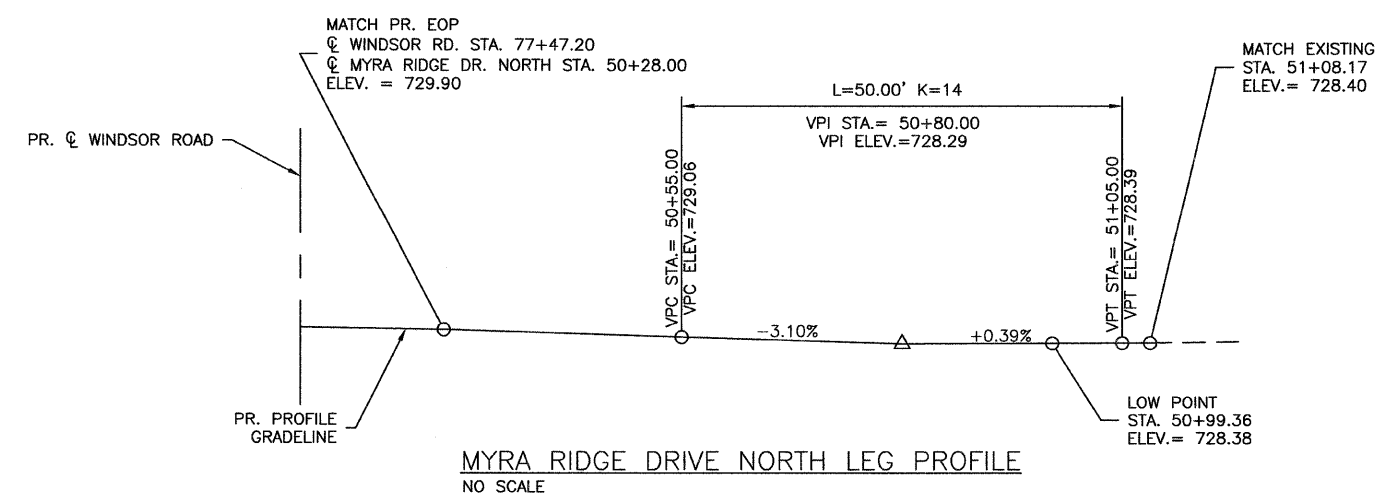 MATCH PR. EOP
℄ WINDSOR RD. STA. 77+47.20
℄ MYRA RIDGE DR. NORTH STA. 50+28.00
ELEV. = 729.90
MATCH EXISTING
STA. 51+08.17
ELEV.= 728.40
L=50.00' K=14
VPI STA.= 50+80.00
VPI ELEV.=728.29
PR. ℄ WINDSOR ROAD
VPC STA.= 50+55.00
VPC ELEV.=729.06
VPT STA.= 51+05.00
VPT ELEV.=728.39
-3.10%
+0.39%
PR. PROFILE
GRADELINE
LOW POINT
STA. 50+99.36
ELEV.= 728.38
MYRA RIDGE DRIVE NORTH LEG PROFILE
NO SCALE